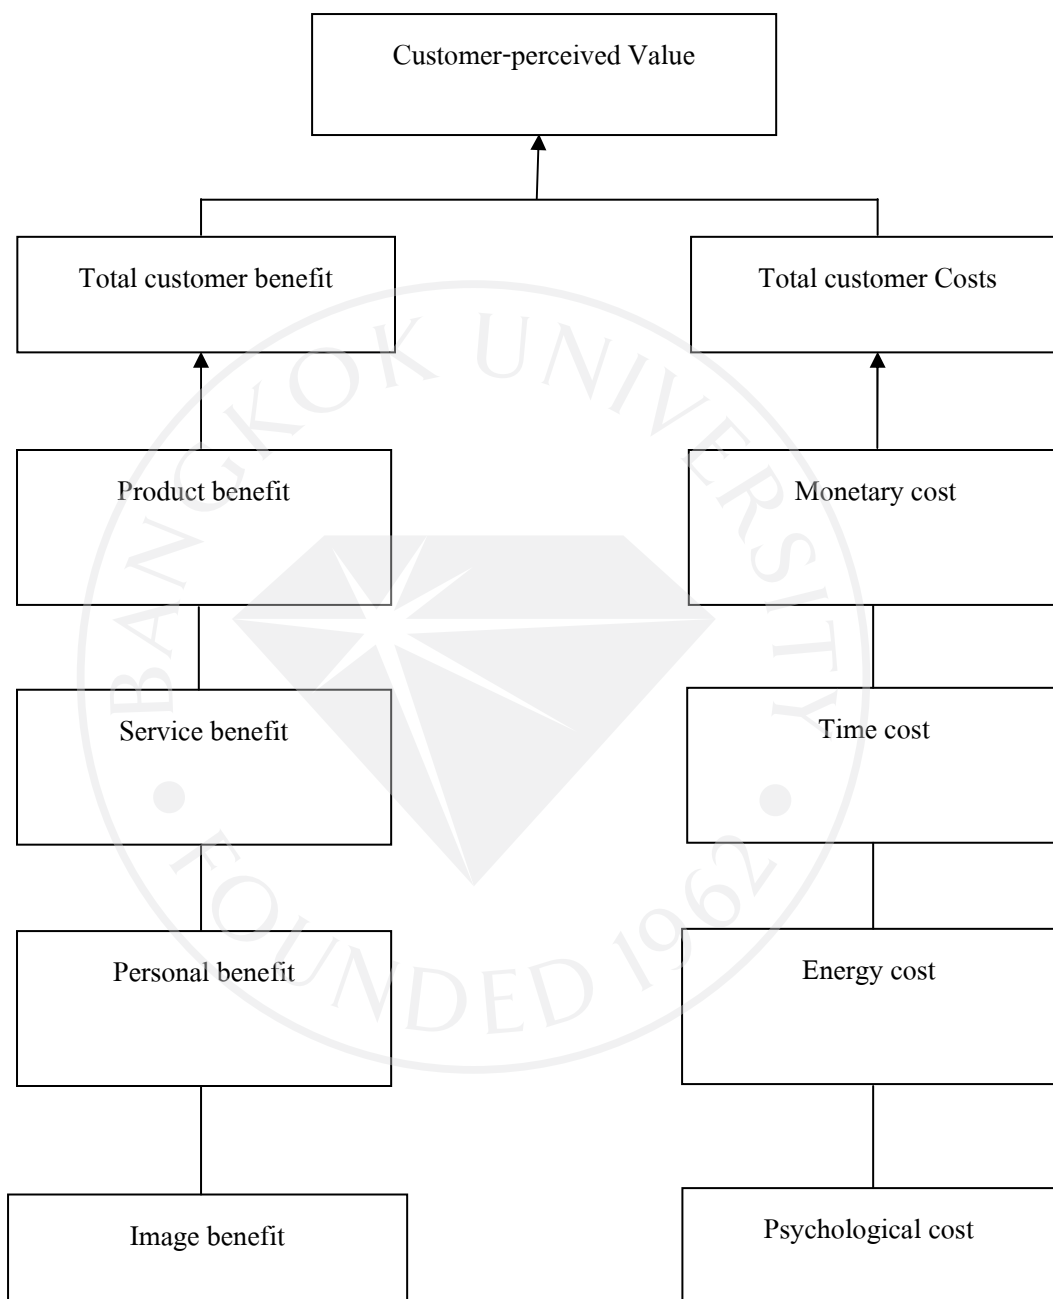 Customer-perceived Value
Total customer benefit
Total customer Costs
Product benefit
Monetary cost
Service benefit
Time cost
Personal benefit
Energy cost
Image benefit
Psychological cost
BANGKOK UNIVERSITY
FOUNDED 1962